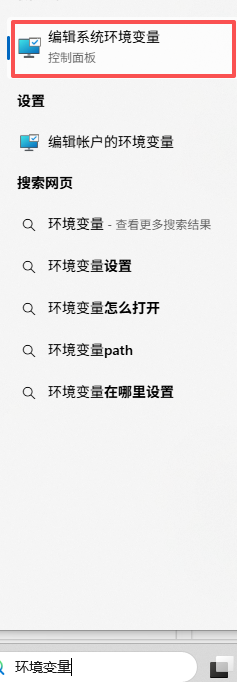 编辑系统环境变量
控制面板
设置
编辑帐户的环境变量
搜索网页
环境变量 - 查看更多搜索结果
环境变量设置
环境变量怎么打开
环境变量path
环境变量在哪里设置
环境变量